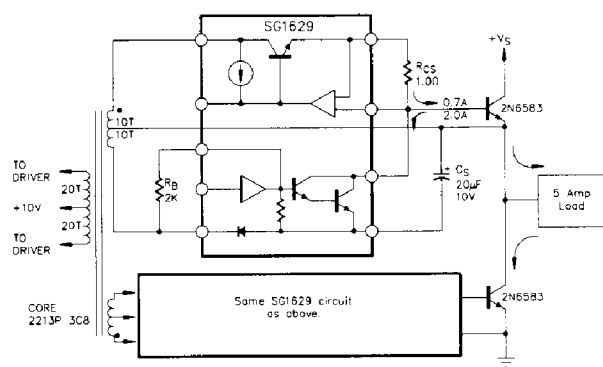 SG1629
+VS
RCS
1.00
0.7A
2.0A
2N6583
10T
10T
TO
DRIVER
20T
+10V
20T
TO
DRIVER
RB
2K
+
CS
20μF
10V
5 Amp
Load
2N6583
Same SG1629 circuit
as above.
CORE
2213P 3C8